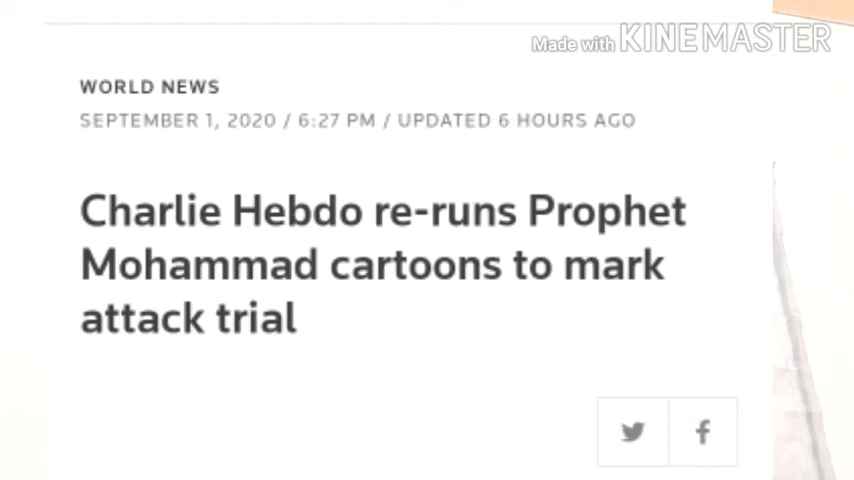 Made with KINEMASTER
WORLD NEWS
SEPTEMBER 1, 2020 / 6:27 PM / UPDATED 6 HOURS AGO
Charlie Hebdo re-runs Prophet
Mohammad cartoons to mark
attack trial